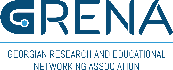 GRENA
GEORGIAN RESEARCH AND EDUCATIONAL
NETWORKING ASSOCIATION